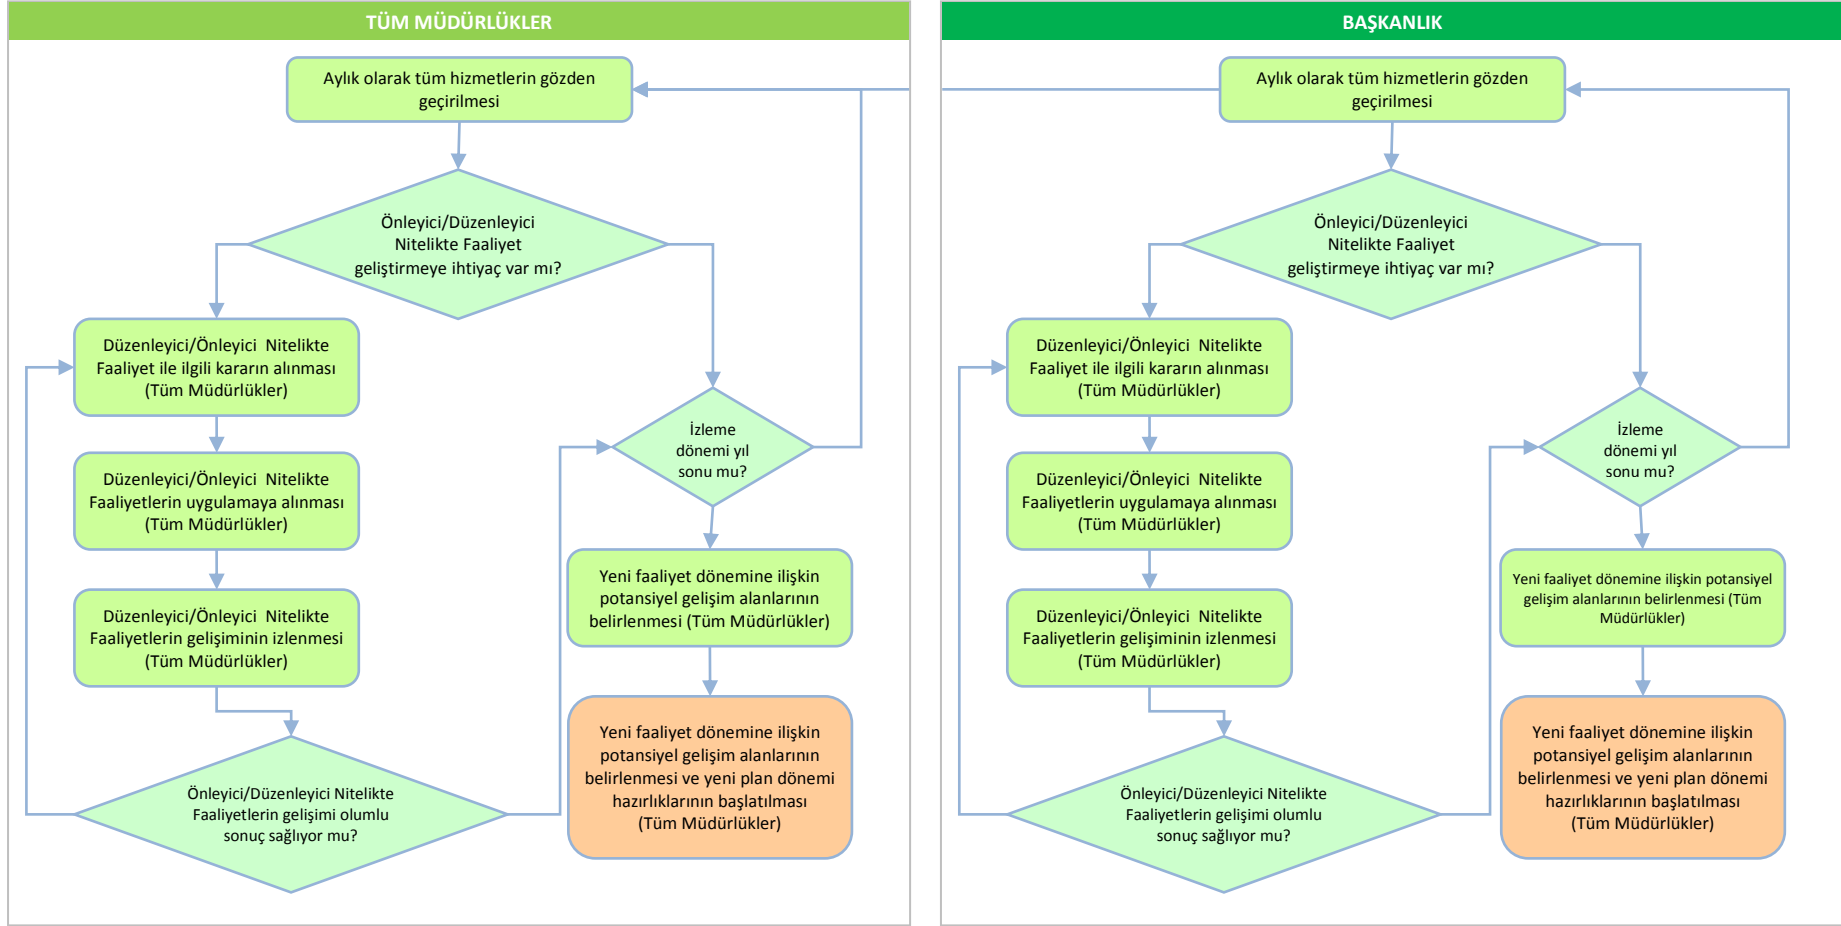 TÜM MÜDÜRLÜKLER
Aylık olarak tüm hizmetlerin gözden
geçirilmesi
Önleyici/Düzenleyici
Nitelikte Faaliyet
geliştirmeye ihtiyaç var mı?
Düzenleyici/Önleyici Nitelikte
Faaliyet ile ilgili kararın alınması
(Tüm Müdürlükler)
İzleme
dönemi yıl
sonu mu?
Düzenleyici/Önleyici Nitelikte
Faaliyetlerin uygulamaya alınması
(Tüm Müdürlükler)
Yeni faaliyet dönemine ilişkin
potansiyel gelişim alanlarının
belirlenmesi (Tüm Müdürlükler)
Düzenleyici/Önleyici Nitelikte
Faaliyetlerin gelişiminin izlenmesi
(Tüm Müdürlükler)
Yeni faaliyet dönemine ilişkin
potansiyel gelişim alanlarının
belirlenmesi ve yeni plan dönemi
hazırlıklarının başlatılması
(Tüm Müdürlükler)
Önleyici/Düzenleyici Nitelikte
Faaliyetlerin gelişimi olumlu
sonuç sağlıyor mu?
BAŞKANLIK
Aylık olarak tüm hizmetlerin gözden
geçirilmesi
Önleyici/Düzenleyici
Nitelikte Faaliyet
geliştirmeye ihtiyaç var mı?
Düzenleyici/Önleyici Nitelikte
Faaliyet ile ilgili kararın alınması
(Tüm Müdürlükler)
İzleme
dönemi yıl
sonu mu?
Düzenleyici/Önleyici Nitelikte
Faaliyetlerin uygulamaya alınması
(Tüm Müdürlükler)
Yeni faaliyet dönemine ilişkin potansiyel
gelişim alanlarının belirlenmesi (Tüm
Müdürlükler)
Düzenleyici/Önleyici Nitelikte
Faaliyetlerin gelişiminin izlenmesi
(Tüm Müdürlükler)
Yeni faaliyet dönemine ilişkin
potansiyel gelişim alanlarının
belirlenmesi ve yeni plan dönemi
hazırlıklarının başlatılması
(Tüm Müdürlükler)
Önleyici/Düzenleyici Nitelikte
Faaliyetlerin gelişimi olumlu
sonuç sağlıyor mu?